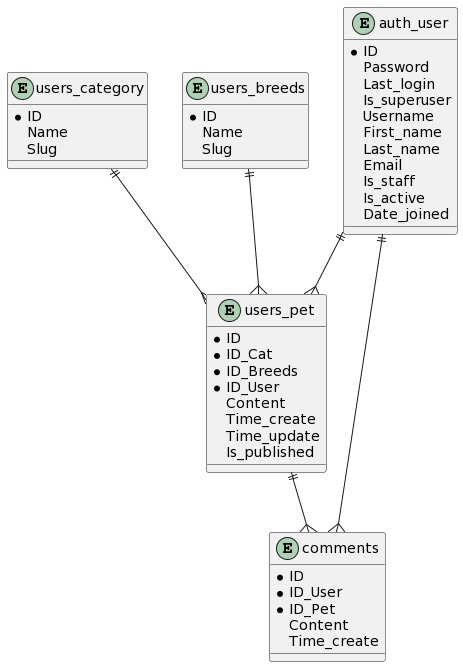 E auth_user
ID
Password
Last_login
Is_superuser
Username
First_name
Last_name
Email
Is_staff
Is_active
Date_joined
E users_category
ID
Name
Slug
E users_breeds
ID
Name
Slug
E users_pet
ID
ID_Cat
ID_Breeds
ID_User
Content
Time_create
Time_update
Is_published
E comments
ID
ID_User
ID_Pet
Content
Time_create